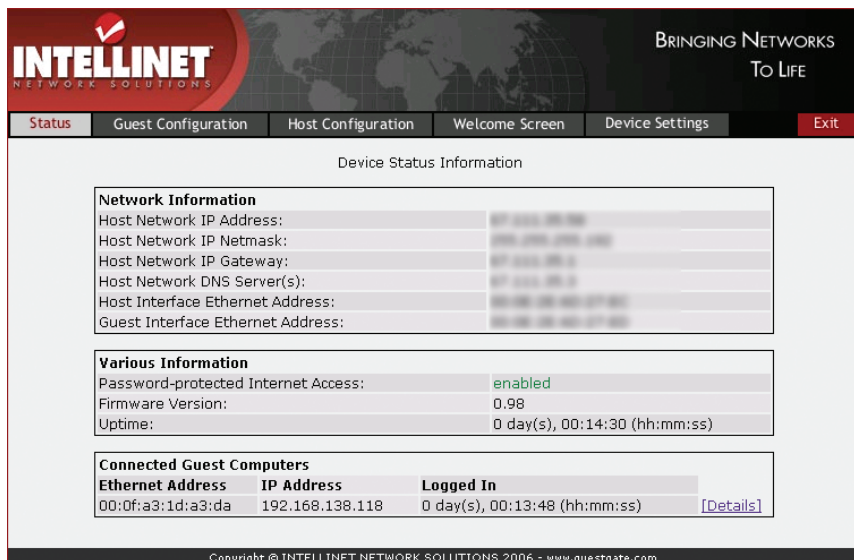 INTELLINET
NETWORK SOLUTIONS
BRINGING NETWORKS
TO LIFE
Status Guest Configuration Host Configuration Welcome Screen Device Settings Exit
Device Status Information
Network Information
Host Network IP Address:
Host Network IP Netmask:
Host Network IP Gateway:
Host Network DNS Server(s):
Host Interface Ethernet Address:
Guest Interface Ethernet Address:
Various Information
Password-protected Internet Access: enabled
Firmware Version: 0.98
Uptime: 0 day(s), 00:14:30 (hh:mm:ss)
Connected Guest Computers
Ethernet Address IP Address Logged In
00:0f:a3:1d:a3:da 192.168.138.118 0 day(s), 00:13:48 (hh:mm:ss) [Details]
Copyright © INTELLINET NETWORK SOLUTIONS 2006 - www.guestgate.com